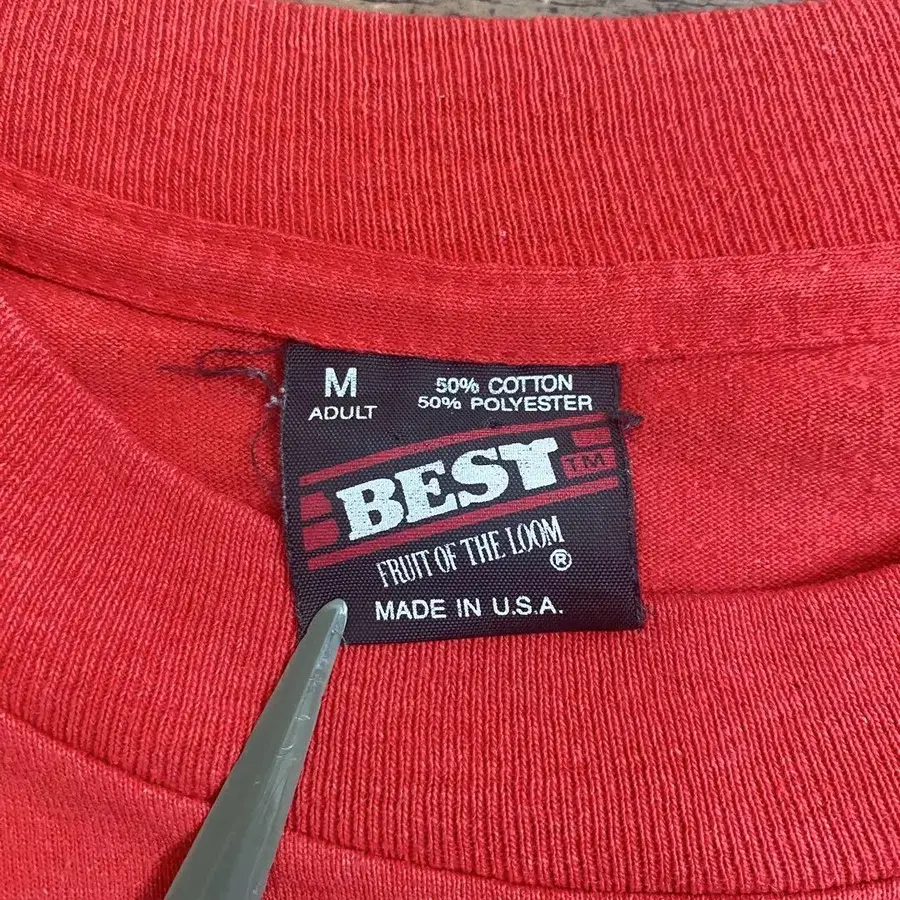 M
ADULT
50% COTTON
50% POLYESTER
BEST TM
FRUIT OF THE LOOM ®
MADE IN U.S.A.